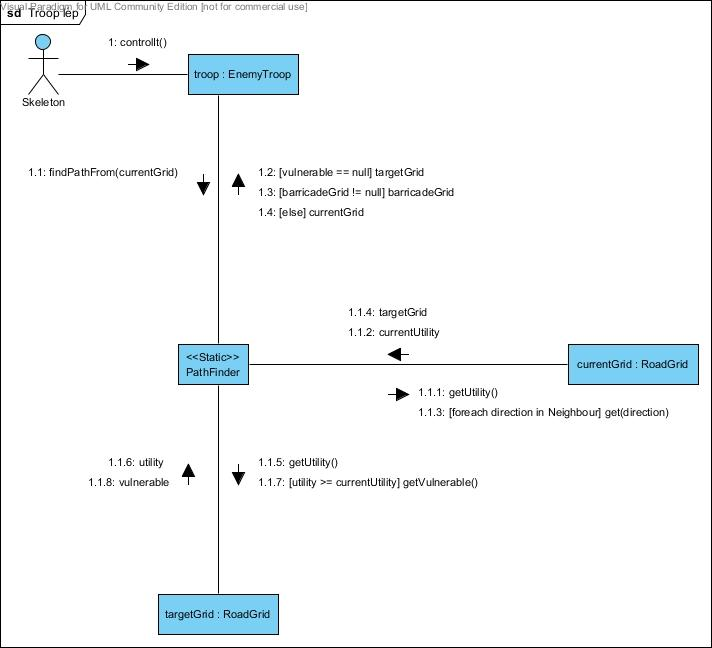 Visual Paradigm for UML Community Edition [not for commercial use]
sd Troop lep
1: controlIt()
troop : EnemyTroop
Skeleton
1.1: findPathFrom(currentGrid)
1.2: [vulnerable == null] targetGrid
1.3: [barricadeGrid != null] barricadeGrid
1.4: [else] currentGrid
1.1.4: targetGrid
1.1.2: currentUtility
<<Static>>
PathFinder
currentGrid : RoadGrid
1.1.1: getUtility()
1.1.3: [foreach direction in Neighbour] get(direction)
1.1.6: utility
1.1.8: vulnerable
1.1.5: getUtility()
1.1.7: [utility >= currentUtility] getVulnerable()
targetGrid : RoadGrid